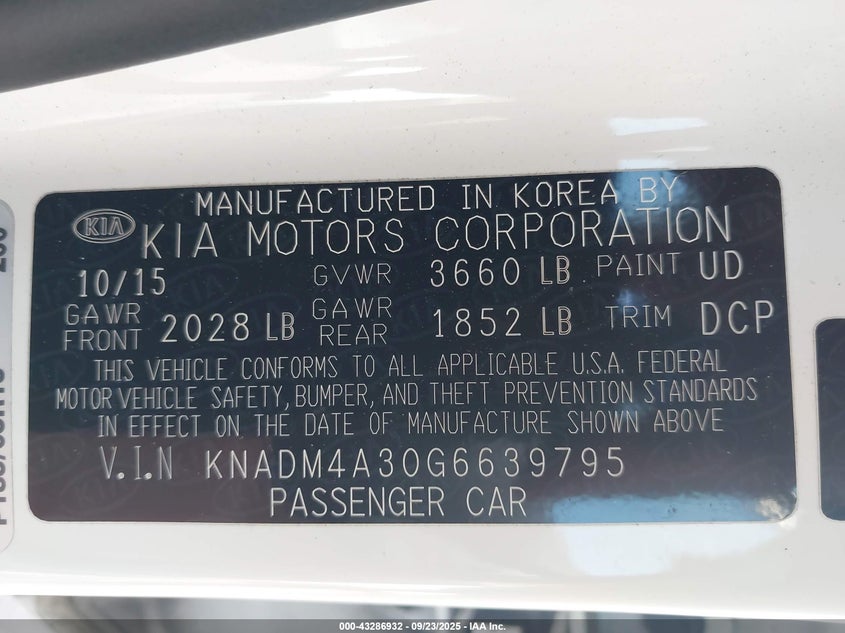 MANUFACTURED IN KOREA BY
KIA KIA MOTORS CORPORATION
10/15 GVWR 3660 LB PAINT UD
GAWR FRONT 2028 LB GAWR REAR 1852 LB TRIM DCP
THIS VEHICLE CONFORMS TO ALL APPLICABLE U.S.A. FEDERAL
MOTOR VEHICLE SAFETY, BUMPER, AND THEFT PREVENTION STANDARDS
IN EFFECT ON THE DATE OF MANUFACTURE SHOWN ABOVE
V.I.N KNADM4A30G6639795
PASSENGER CAR
000-43286932 - 09/23/2025 - IAA Inc.